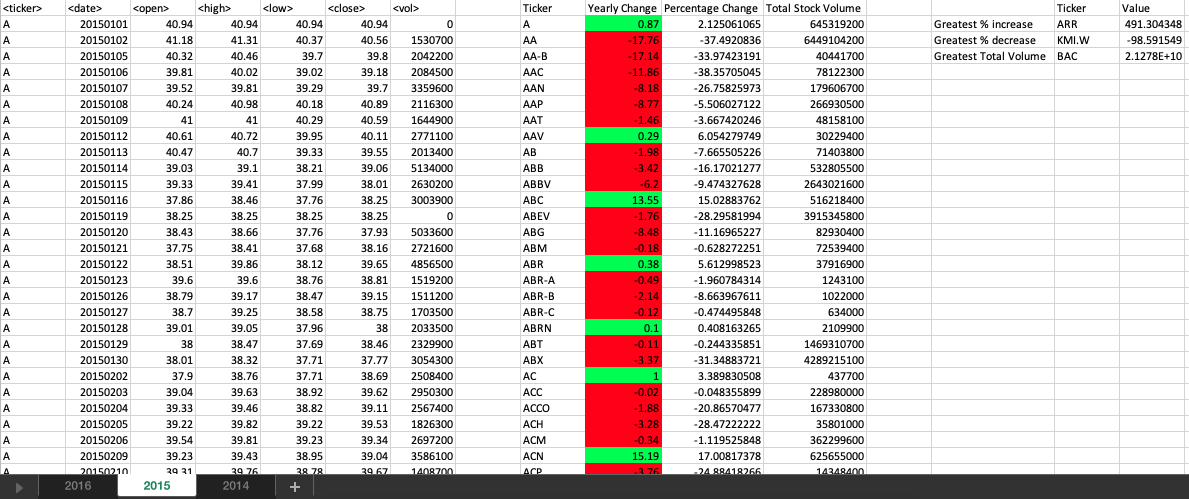 <ticker> <date> <open> <high> <low> <close> <vol> Ticker Yearly Change Percentage Change Total Stock Volume Ticker Value
A 20150101 40.94 40.94 40.94 40.94 0 A 0.87 2.125061065 645319200 Greatest % increase ARR 491.304348
A 20150102 41.18 41.31 40.37 40.56 1530700 AA -17.76 -37.4920836 6449104200 Greatest % decrease KMI.W -98.591549
A 20150105 40.32 40.46 39.7 39.8 2042200 AA-B -17.14 -33.97423191 40441700 Greatest Total Volume BAC 2.1278E+10
A 20150106 39.81 40.02 39.02 39.18 2084500 AAC -11.86 -38.35705045 78122300
A 20150107 39.52 39.81 39.29 39.7 3359600 AAN -8.18 -26.75825973 179606700
A 20150108 40.24 40.98 40.18 40.89 2116300 AAP -8.77 -5.506027122 266930500
A 20150109 41 41 40.29 40.59 1644900 AAT -1.46 -3.667420246 48158100
A 20150112 40.61 40.72 39.95 40.11 2771100 AAV 0.29 6.054279749 30229400
A 20150113 40.47 40.7 39.33 39.55 2013400 AB -1.98 -7.665505226 71403800
A 20150114 39.03 39.1 38.21 39.06 5134000 ABB -3.42 -16.17021277 532805500
A 20150115 39.33 39.41 37.99 38.01 2630200 ABBV -6.2 -9.474327628 2643021600
A 20150116 37.86 38.46 37.76 38.25 3003900 ABC 13.55 15.02883762 516218400
A 20150119 38.25 38.25 38.25 38.25 0 ABEV -1.76 -28.29581994 3915345800
A 20150120 38.43 38.66 37.76 37.93 5033600 ABG -8.48 -11.16965227 82930400
A 20150121 37.75 38.41 37.68 38.16 2721600 ABM -0.18 -0.628272251 72539400
A 20150122 38.51 39.86 38.12 39.65 4856500 ABR 0.38 5.612998523 37916900
A 20150123 39.6 39.6 38.76 38.81 1519200 ABR-A -0.49 -1.960784314 1243100
A 20150126 38.79 39.17 38.47 39.15 1511200 ABR-B -2.14 -8.663967611 1022000
A 20150127 38.7 39.25 38.58 38.75 1703500 ABR-C -0.12 -0.474495848 634000
A 20150128 39.01 39.05 37.96 38 2033500 ABRN 0.1 0.408163265 2109900
A 20150129 38 38.47 37.69 38.46 2329900 ABT -0.11 -0.244335851 1469310700
A 20150130 38.01 38.32 37.71 37.77 3054300 ABX -3.37 -31.34883721 4289215100
A 20150202 37.9 38.76 37.71 38.69 2508400 AC 1 3.389830508 437700
A 20150203 39.04 39.63 38.92 39.62 2950300 ACC -0.02 -0.048355899 228980000
A 20150204 39.33 39.46 38.82 39.11 2567400 ACCO -1.88 -20.86570477 167330800
A 20150205 39.22 39.82 39.22 39.53 1826300 ACH -3.28 -28.47222222 35801000
A 20150206 39.54 39.81 39.23 39.34 2697200 ACM -0.34 -1.119525848 362299600
A 20150209 39.23 39.43 38.95 39.04 3586100 ACN 15.19 17.00817378 625655000
A 20150210 39.31 39.76 38.78 39.67 1408700 ACP -3.76 -24.88418266 14348400
2016 2015 2014 +